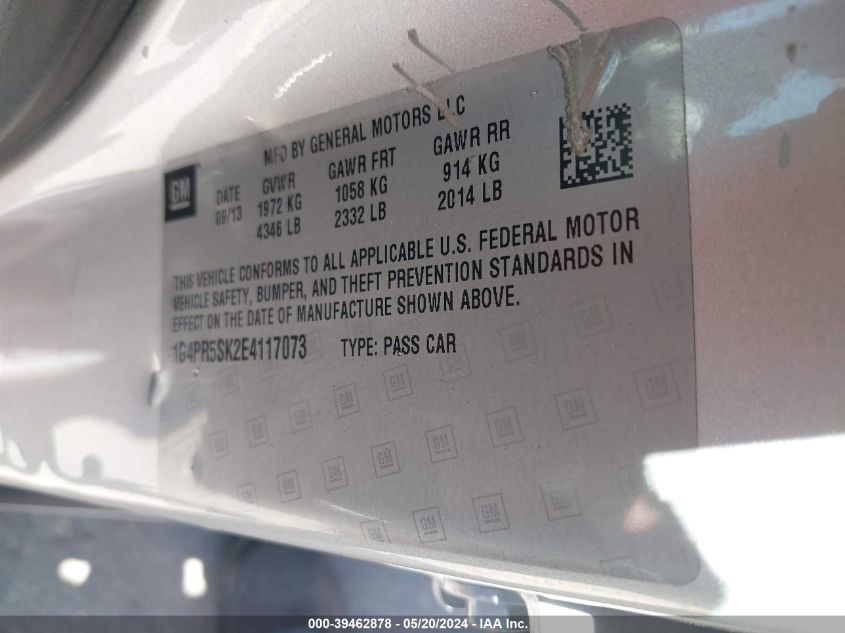 MFD BY GENERAL MOTORS LLC
GM
DATE GVWR GAWR FRT GAWR RR
09/13 1972 KG 1058 KG 914 KG
4346 LB 2332 LB 2014 LB
THIS VEHICLE CONFORMS TO ALL APPLICABLE U.S. FEDERAL MOTOR
VEHICLE SAFETY, BUMPER, AND THEFT PREVENTION STANDARDS IN
EFFECT ON THE DATE OF MANUFACTURE SHOWN ABOVE.
1G4PR5SK2E4117073 TYPE: PASS CAR
000-39462878 - 05/20/2024 - IAA Inc.